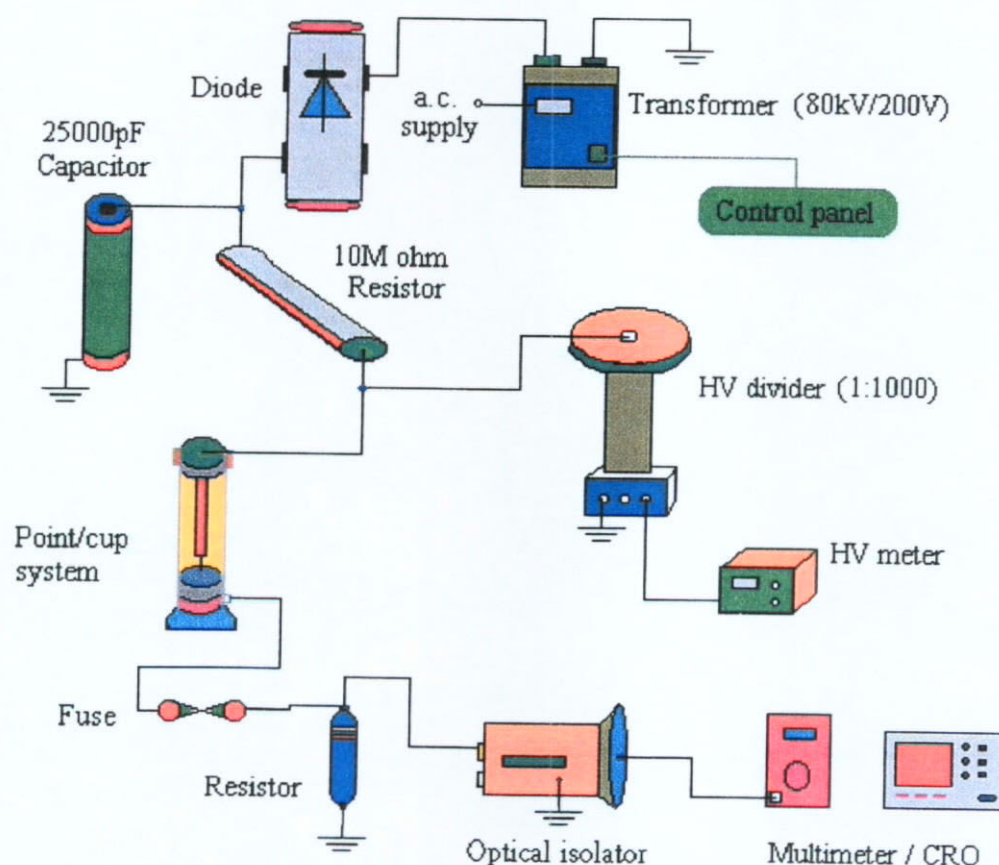 Diode
a.c.
supply
Transformer (80kV/200V)
25000pF
Capacitor
Control panel
10M ohm
Resistor
HV divider (1:1000)
Point/cup
system
HV meter
Fuse
Resistor
Optical isolator
Multimeter / CRO